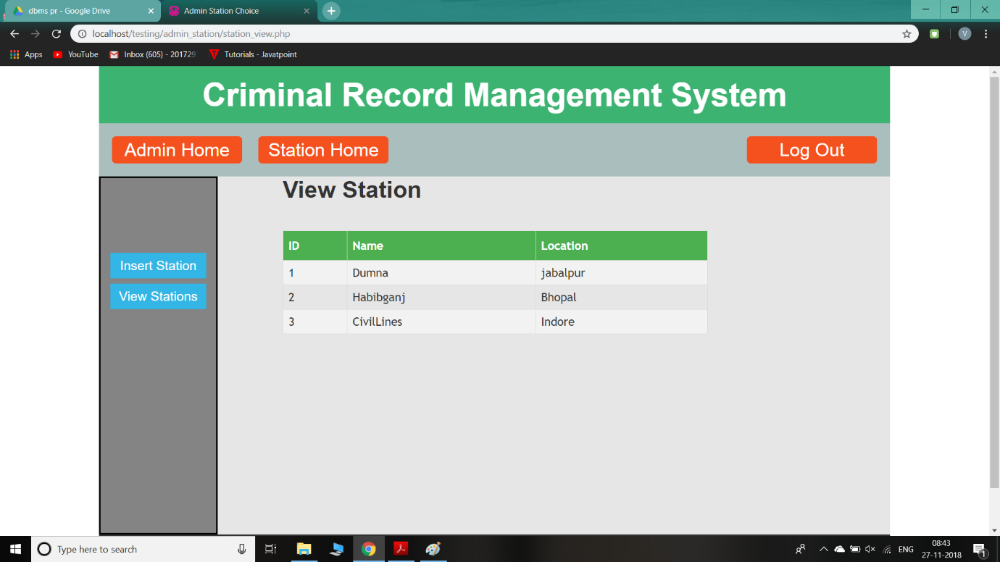 dbms pr - Google Drive
Admin Station Choice
localhost/testing/admin_station/station_view.php
V
Apps YouTube Inbox (605) - 201729 Tutorials - Javatpoint
Criminal Record Management System
Admin Home Station Home Log Out
View Station
Insert Station
View Stations
ID Name Location
1 Dumna jabalpur
2 Habibganj Bhopal
3 CivilLines Indore
Type here to search
ENG
08:43
27-11-2018
1